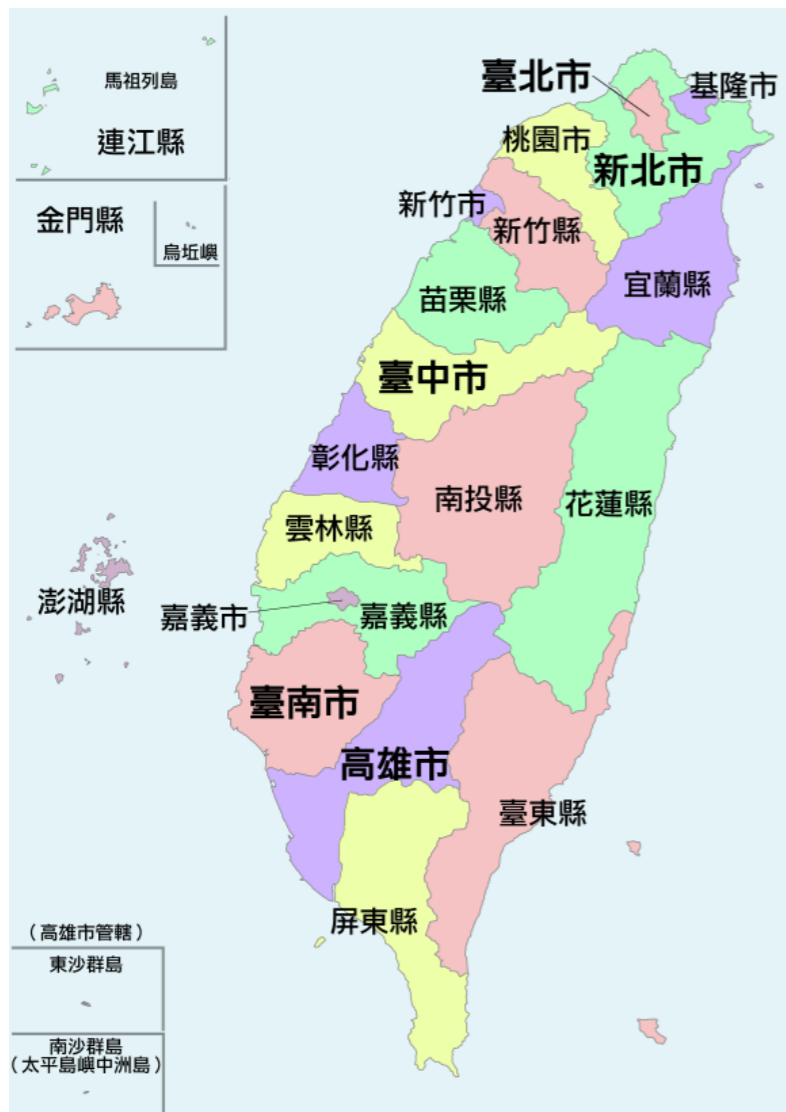 馬祖列島
連江縣
金門縣
烏坵嶼
臺北市
基隆市
桃園市
新北市
新竹市
新竹縣
宜蘭縣
苗栗縣
臺中市
彰化縣
南投縣
花蓮縣
雲林縣
澎湖縣
嘉義市
嘉義縣
臺南市
高雄市
臺東縣
屏東縣
（高雄市管轄）
東沙群島
南沙群島
（太平島嶼中洲島）